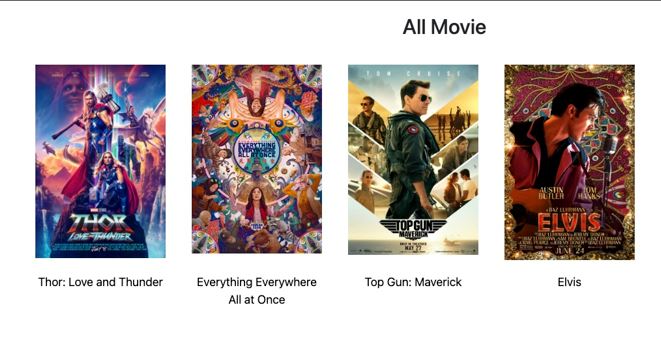 All Movie
THOR
LOVE AND THUNDER
EVERYTHING
EVERYWHERE
ALL AT ONCE
TOM CRUISE
TOP GUN
MAVERICK
MAY 27
AUSTIN TOM
BUTLER HANKS
ELVIS
JUNE 24
Thor: Love and Thunder
Everything Everywhere
All at Once
Top Gun: Maverick
Elvis